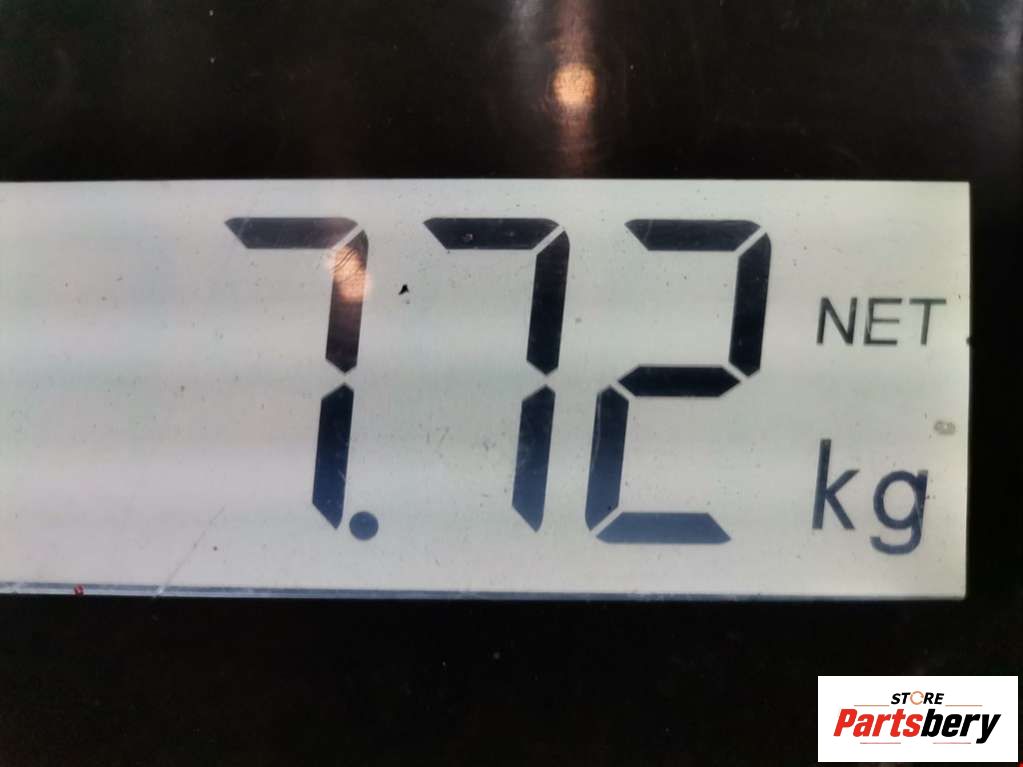 7.72 NET
kg
STORE
Partsbery